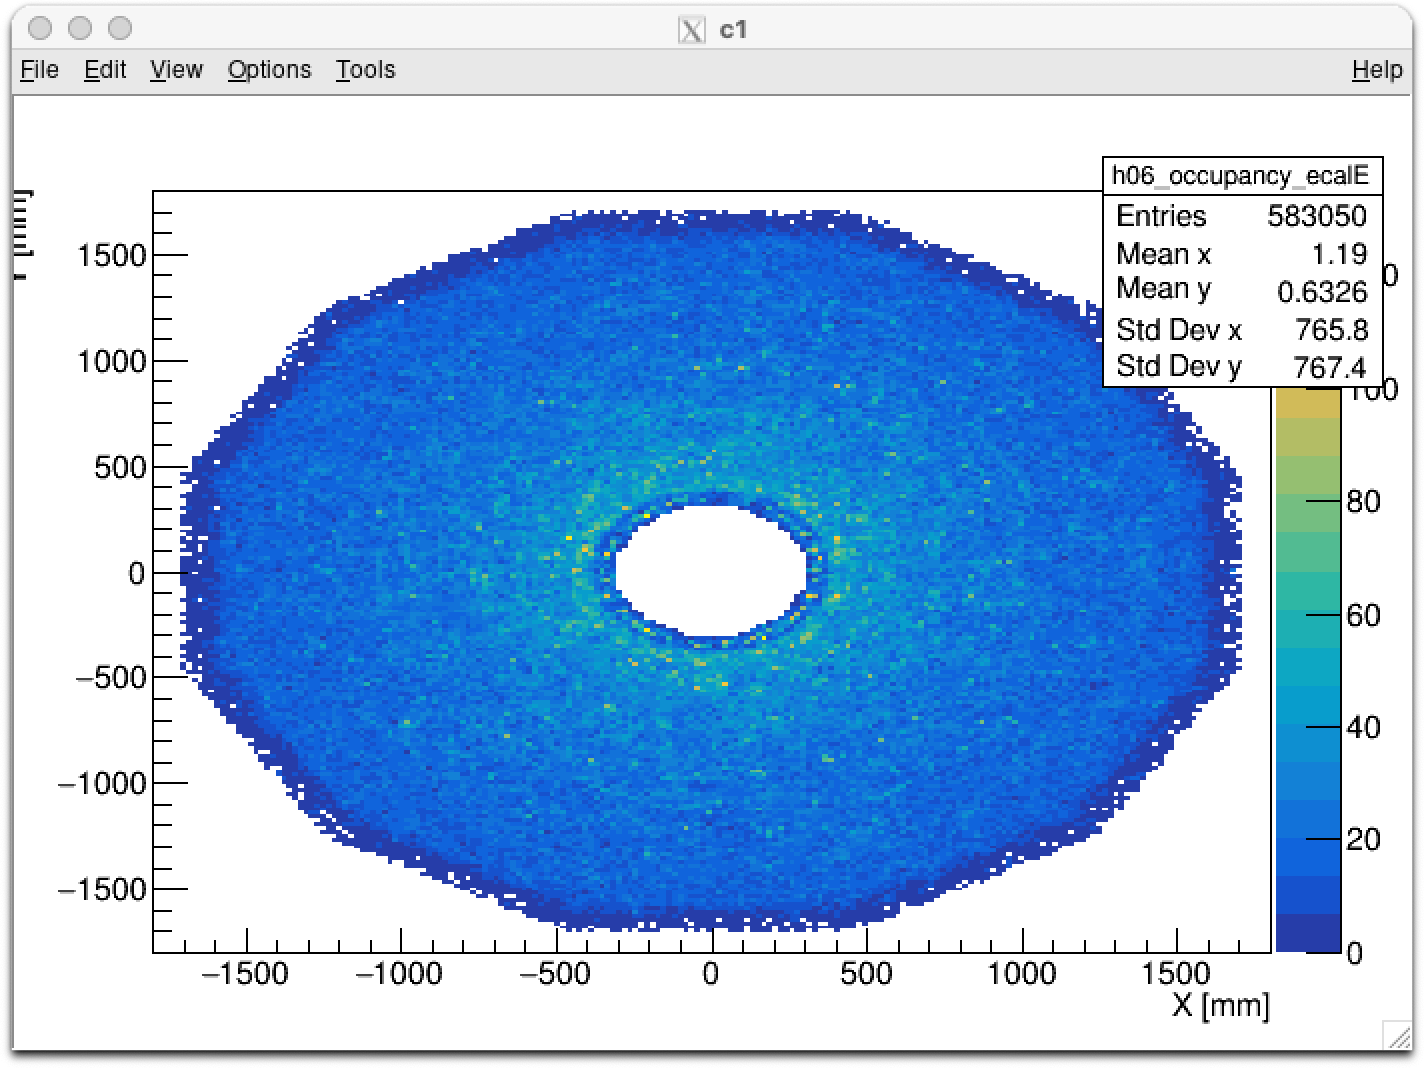 c1
File Edit View Options Tools Help
h06_occupancy_ecalE
Entries 583050
Mean x 1.19
Mean y 0.6326
Std Dev x 765.8
Std Dev y 767.4
1500
1000
500
0
−500
−1000
−1500
−1500 −1000 −500 0 500 1000 1500
X [mm]
100
80
60
40
20
0